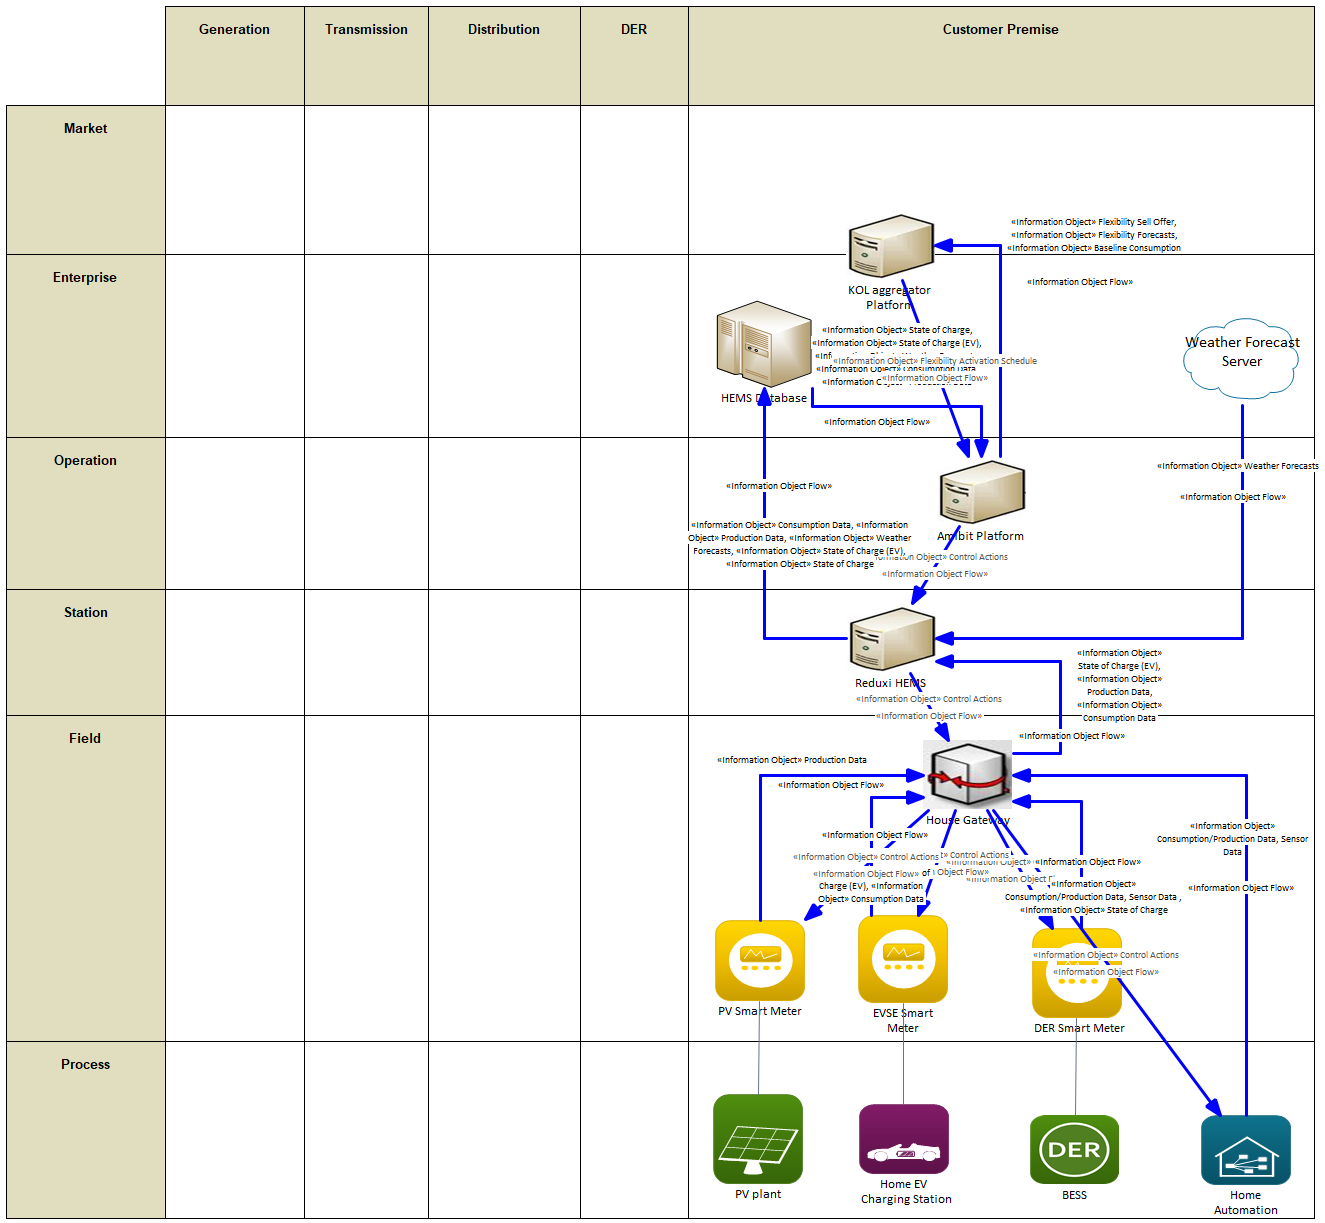 Generation
Transmission
Distribution
DER
Customer Premise
Market
«Information Object» Flexibility Sell Offer,
«Information Object» Flexibility Forecasts,
«Information Object» Baseline Consumption
Enterprise
«Information Object Flow»
KOL aggregator
Platform
«Information Object» State of Charge,
«Information Object» State of Charge (EV),
«Information Object» Flexibility Activation Schedule
«Information Object» Consumption Data
«Information Object Flow»
HEMS Database
«Information Object Flow»
Weather Forecast
Server
Operation
«Information Object» Weather Forecasts
«Information Object Flow»
«Information Object Flow»
«Information Object» Consumption Data, «Information
Object» Production Data, «Information Object» Weather
Forecasts, «Information Object» State of Charge (EV),
«Information Object» State of Charge
Ambit Platform
Object» Control Actions
«Information Object Flow»
Station
Reduxi HEMS
«Information Object» Control Actions
«Information Object Flow»
«Information Object»
State of Charge (EV),
«Information Object»
Production Data,
«Information Object»
Consumption Data
Field
«Information Object Flow»
«Information Object» Production Data
«Information Object Flow»
House Gateway
«Information Object Flow»
«Information Object» Control Actions
Control Actions
«Information Object»
«Information Object Flow»
«Information Object Flow» of
Object Flow»
Charge (EV), «Information
Object» Consumption Data
«Information Object»
Consumption/Production Data, Sensor Data ,
«Information Object» State of Charge
«Information Object»
Consumption/Production Data, Sensor
Data
«Information Object Flow»
«Information Object» Control Actions
«Information Object Flow»
PV Smart Meter
EVSE Smart
Meter
DER Smart Meter
Process
DER
PV plant
Home EV
Charging Station
BESS
Home
Automation